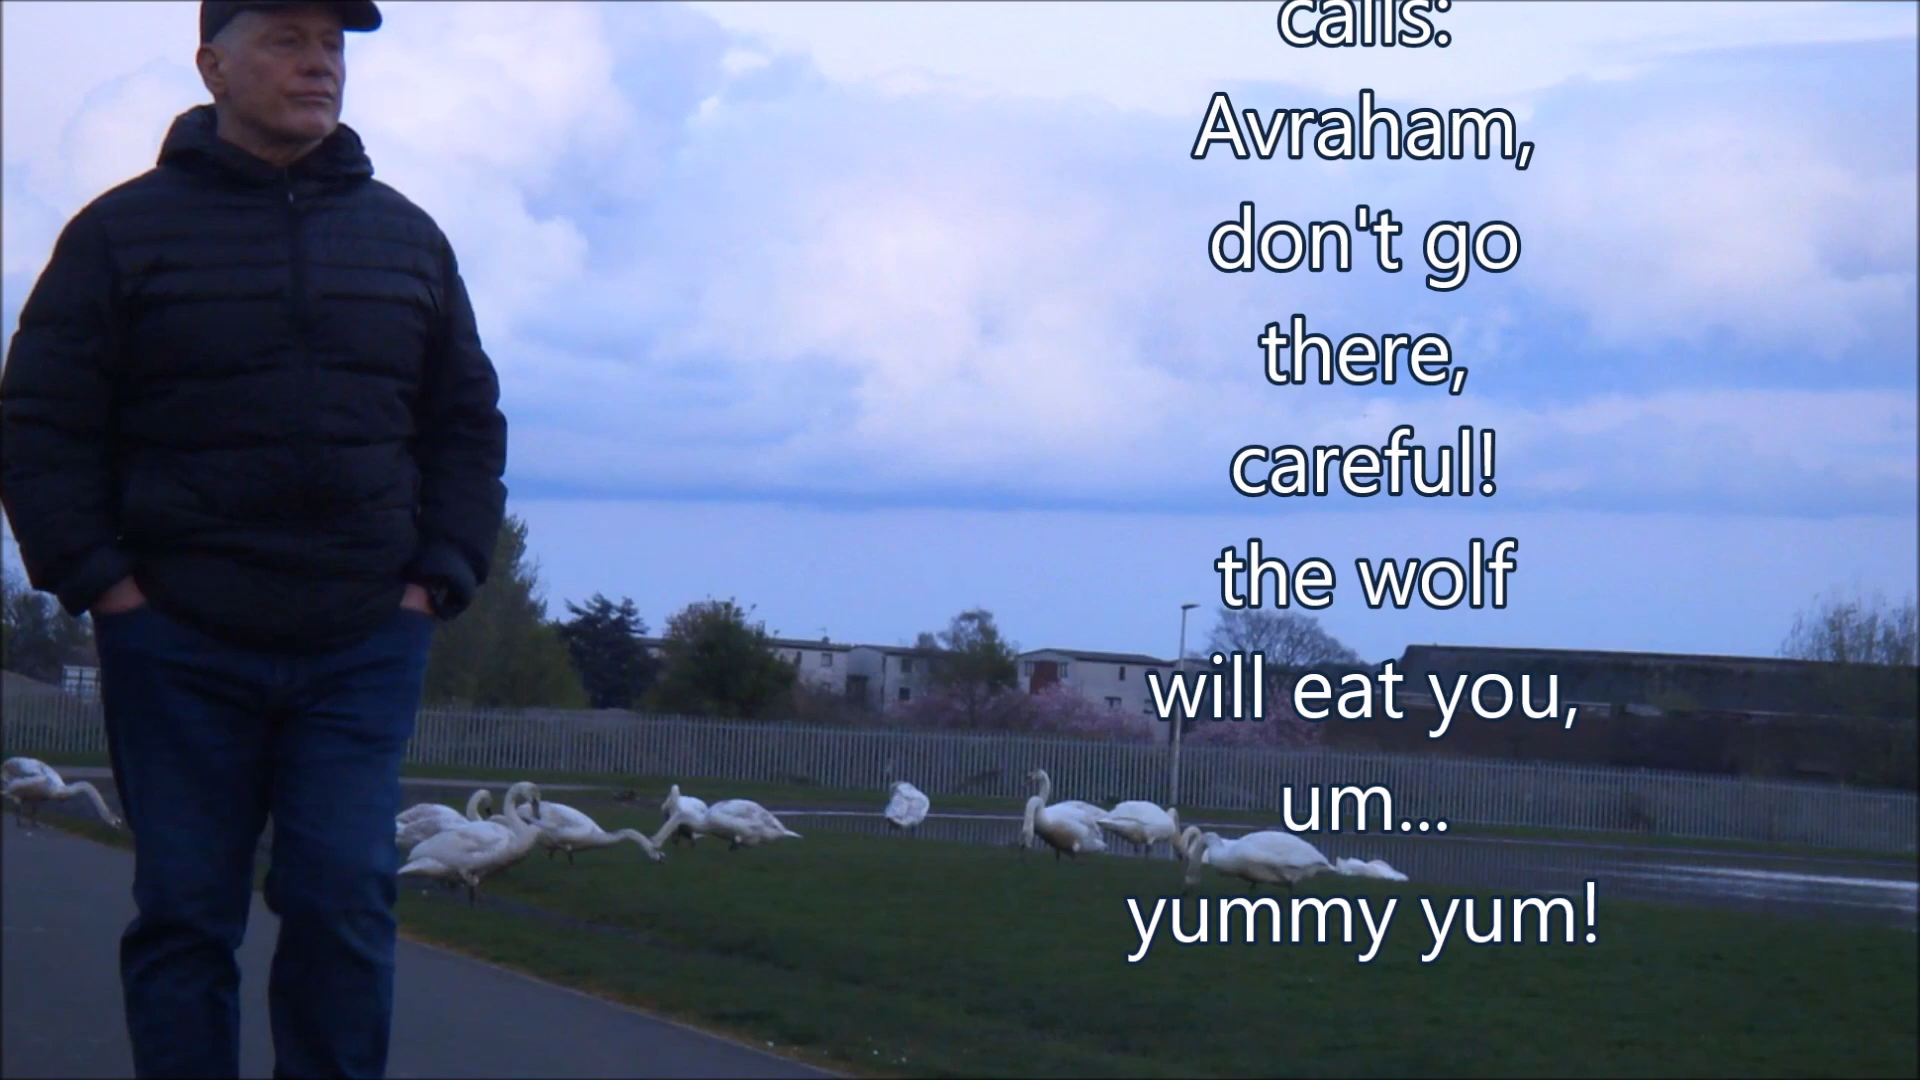 calls:
Avraham,
don't go
there,
careful!
the wolf
will eat you,
um...
yummy yum!